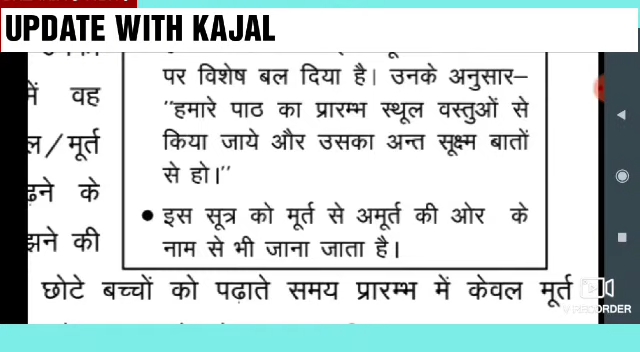 UPDATE WITH KAJAL
पर विशेष बल दिया है। उनके अनुसार–
में वह
"हमारे पाठ का प्रारम्भ स्थूल वस्तुओं से
ल/मूर्त
किया जाये और उसका अन्त सूक्ष्म बातों
से हो।"
ढ़ने के
• इस सूत्र को मूर्त से अमूर्त की ओर के
झने की
नाम से भी जाना जाता है।
छोटे बच्चों को पढ़ाते समय प्रारम्भ में केवल मूर्त
RECORDER